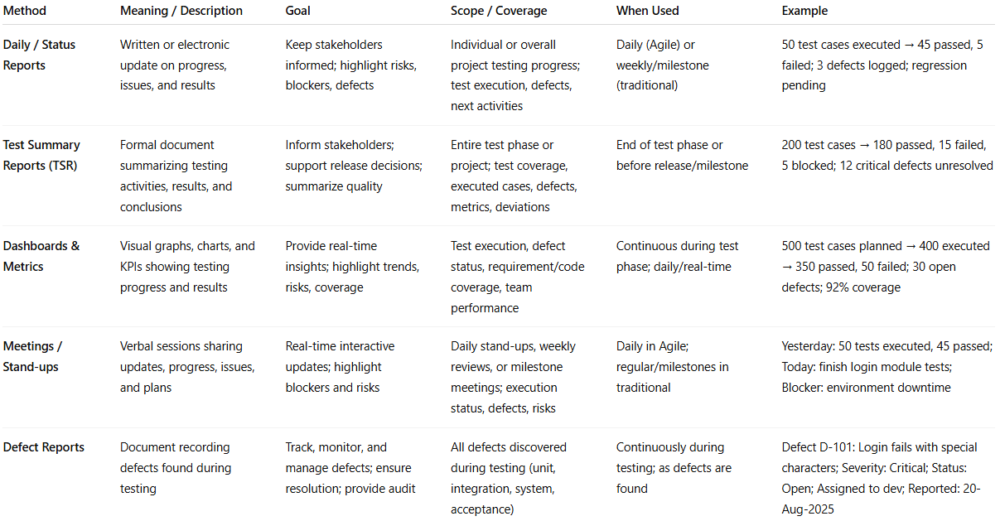 Method Meaning / Description Goal Scope / Coverage When Used Example
Daily / Status
Reports
Written or electronic
update on progress,
issues, and results
Keep stakeholders
informed; highlight risks,
blockers, defects
Individual or overall
project testing progress;
test execution, defects,
next activities
Daily (Agile) or
weekly/milestone
(traditional)
50 test cases executed → 45 passed, 5
failed; 3 defects logged; regression
pending
Test Summary
Reports (TSR)
Formal document
summarizing testing
activities, results, and
conclusions
Inform stakeholders;
support release decisions;
summarize quality
Entire test phase or
project; test coverage,
executed cases, defects,
metrics, deviations
End of test phase or
before release/milestone
200 test cases → 180 passed, 15 failed,
5 blocked; 12 critical defects unresolved
Dashboards &
Metrics
Visual graphs, charts, and
KPIs showing testing
progress and results
Provide real-time
insights; highlight trends,
risks, coverage
Test execution, defect
status, requirement/code
coverage, team
performance
Continuous during test
phase; daily/real-time
500 test cases planned → 400 executed
→ 350 passed, 50 failed; 30 open
defects; 92% coverage
Meetings /
Stand-ups
Verbal sessions sharing
updates, progress, issues,
and plans
Real-time interactive
updates; highlight
blockers and risks
Daily stand-ups, weekly
reviews, or milestone
meetings; execution
status, defects, risks
Daily in Agile;
regular/milestones in
traditional
Yesterday: 50 tests executed, 45 passed;
Today: finish login module tests;
Blocker: environment downtime
Defect Reports
Document recording
defects found during
testing
Track, monitor, and
manage defects; ensure
resolution; provide audit
All defects discovered
during testing (unit,
integration, system,
acceptance)
Continuously during
testing; as defects are
found
Defect D-101: Login fails with special
characters; Severity: Critical; Status:
Open; Assigned to dev; Reported: 20-
Aug-2025